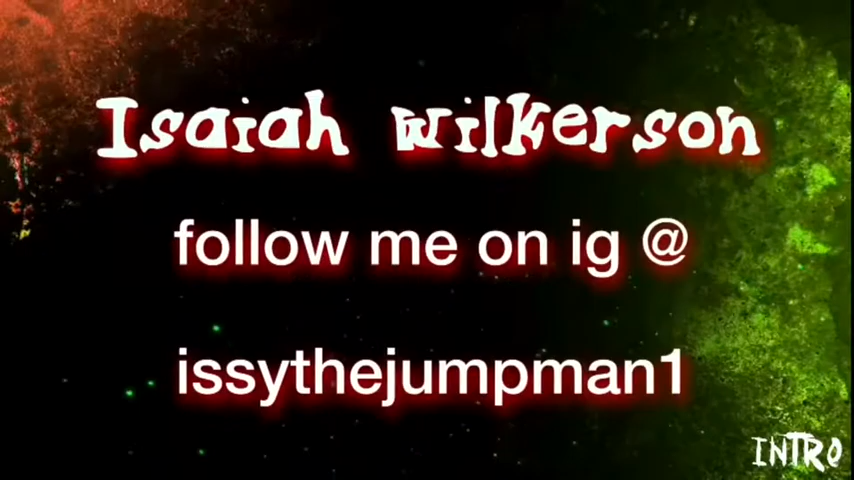 Isaiah Wilkerson
follow me on ig @
issythejumpman1
INTRO